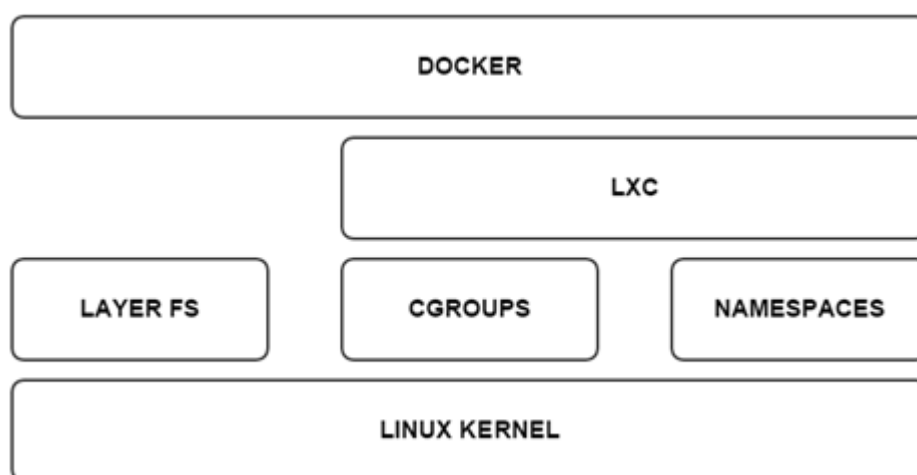 DOCKER
LXC
LAYER FS
CGROUPS
NAMESPACES
LINUX KERNEL